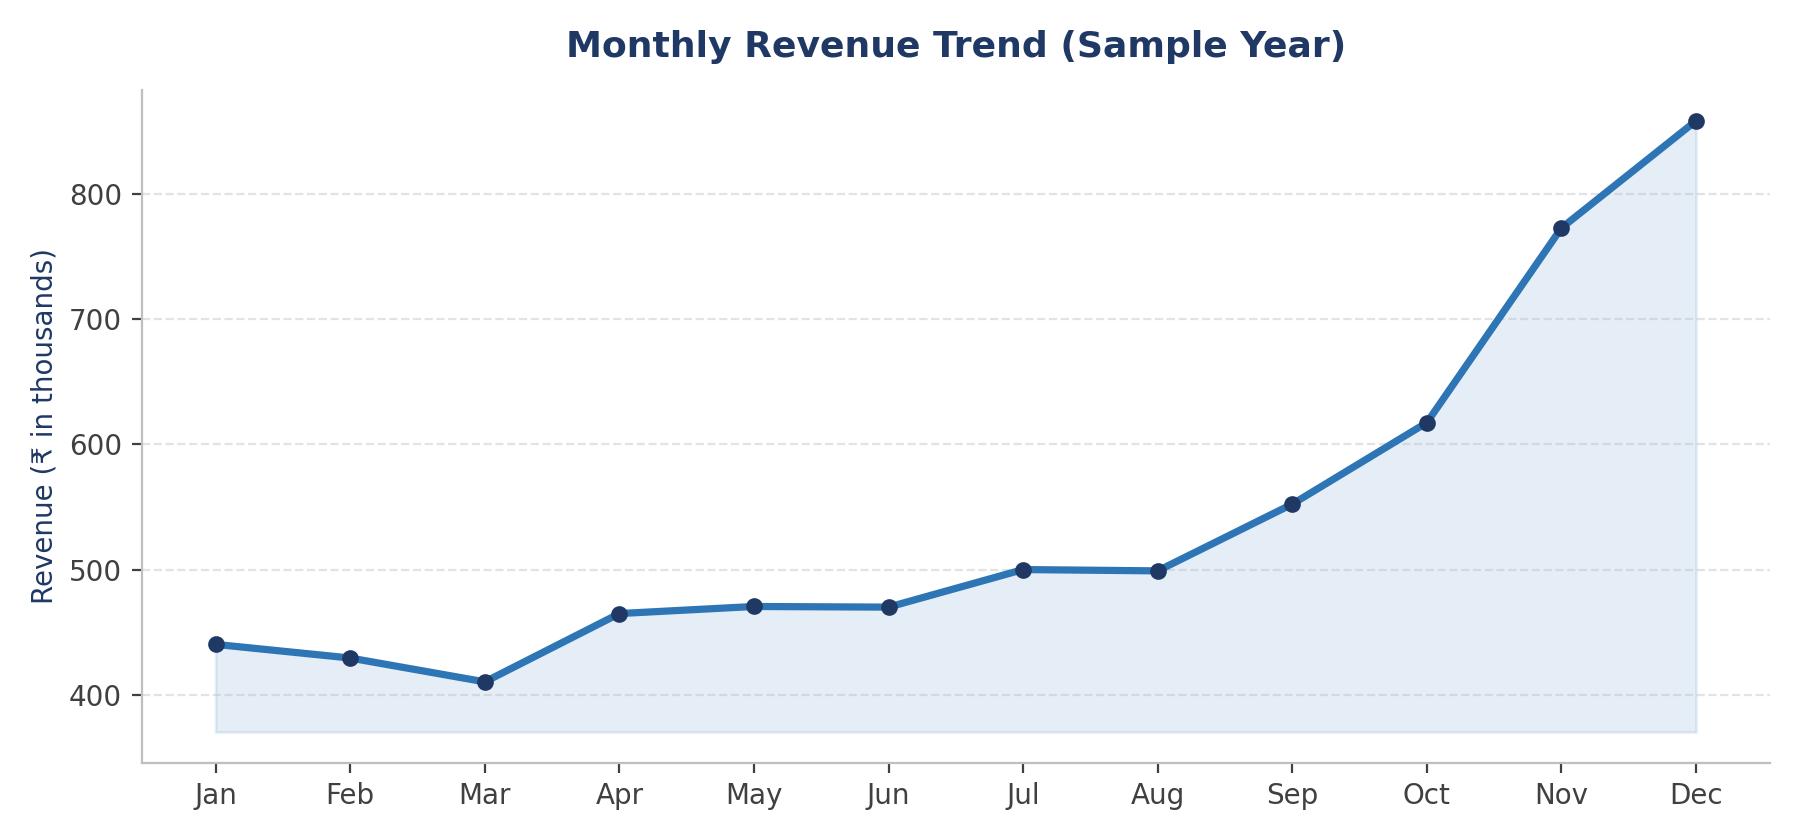 Monthly Revenue Trend (Sample Year)
Revenue (₹ in thousands)
800
700
600
500
400
Jan Feb Mar Apr May Jun Jul Aug Sep Oct Nov Dec